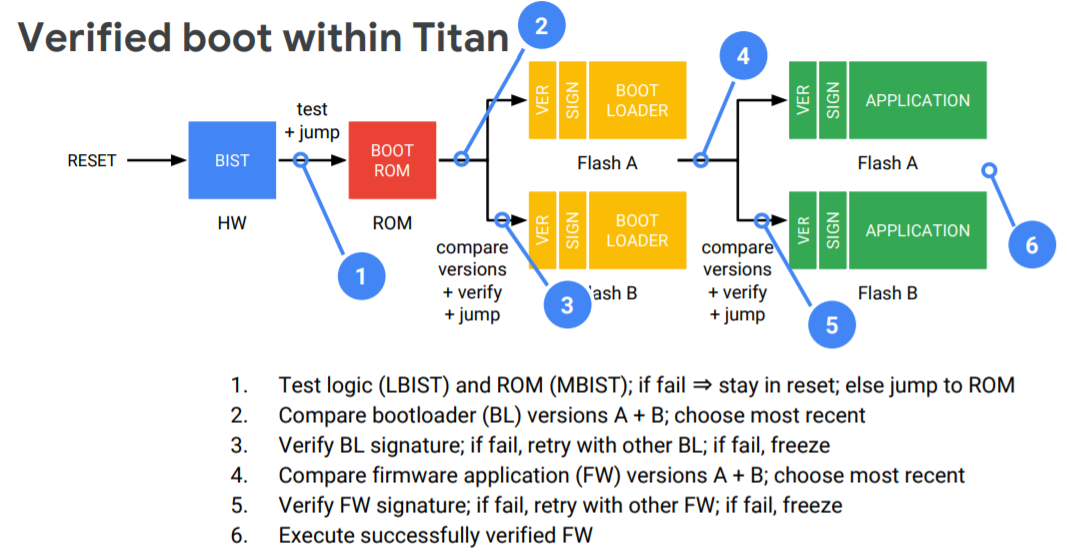 Verified boot within Titan
2
4
test
+ jump
RESET
BIST
HW
BOOT
ROM
ROM
VER
SIGN
BOOT
LOADER
Flash A
VER
SIGN
APPLICATION
Flash A
VER
SIGN
BOOT
LOADER
ash B
VER
SIGN
APPLICATION
Flash B
compare
versions
+ verify
+ jump
compare
versions
+ verify
+ jump
1
3
5
6
1. Test logic (LBIST) and ROM (MBIST); if fail ⇒ stay in reset; else jump to ROM
2. Compare bootloader (BL) versions A + B; choose most recent
3. Verify BL signature; if fail, retry with other BL; if fail, freeze
4. Compare firmware application (FW) versions A + B; choose most recent
5. Verify FW signature; if fail, retry with other FW; if fail, freeze
6. Execute successfully verified FW